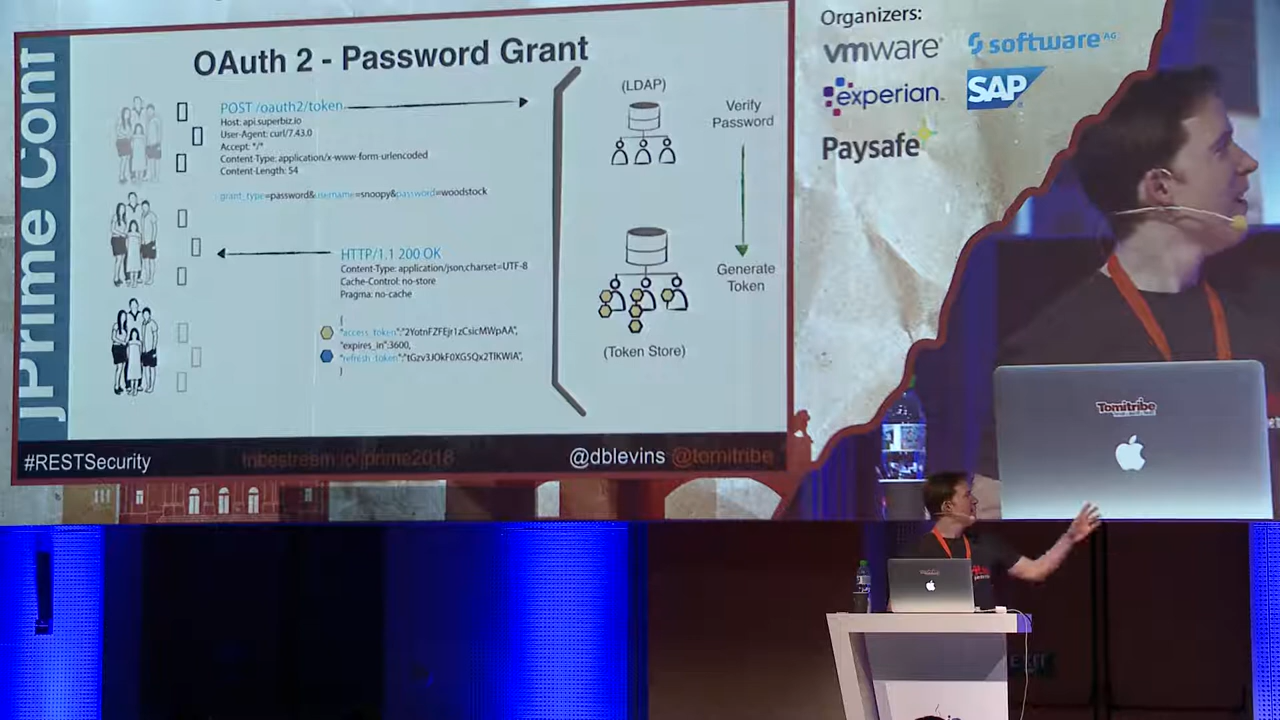 jPrime Conf
OAuth 2 - Password Grant
POST /oauth2/token
Host: api.superbiz.io
User-Agent: curl/7.43.0
Accept: */*
Content-Type: application/x-www-form-urlencoded
Content-Length: 54
grant_type=password&username=snoopy&password=woodstock
HTTP/1.1 200 OK
Content-Type: application/json;charset=UTF-8
Cache-Control: no-store
Pragma: no-cache
{
"access_token":"2YotnFZFEjr1zCsicMWpAA",
"expires_in":3600,
"refresh_token":"tGzv3JOkF0XG5Qx2TlKWIA",
}
(LDAP)
Verify
Password
Generate
Token
(Token Store)
#RESTSecurity
tribestream.io/jprime2018
@dblevins @tomitribe
Organizers:
vmware
software AG
experian.
SAP
Paysafe
Tomitribe